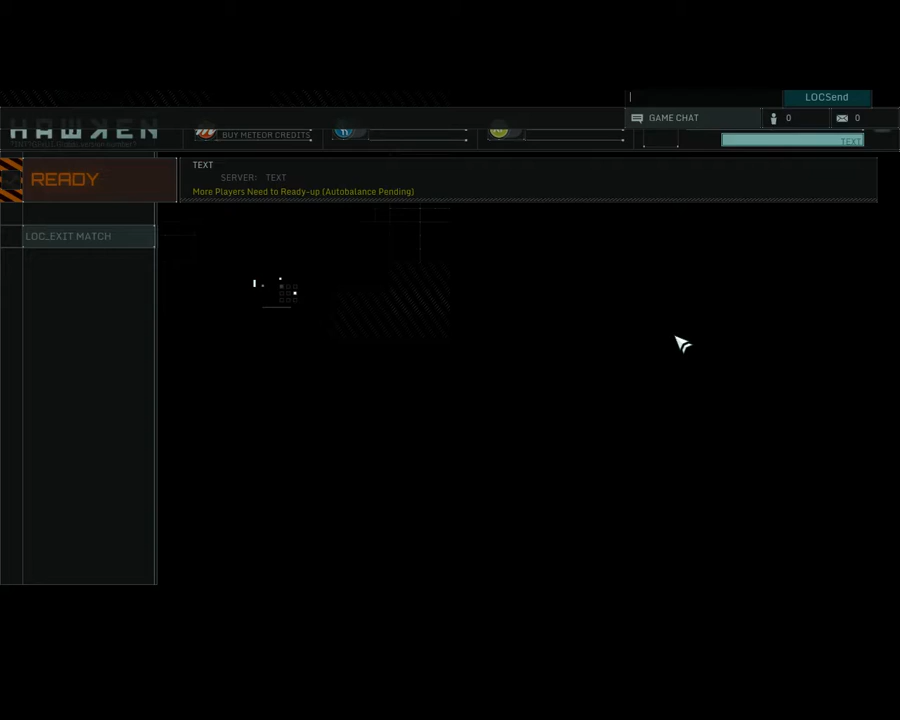 LOCSend
GAME CHAT
0
0
HAWKEN
BUY METEOR CREDITS
TEXT
READY
TEXT
SERVER: TEXT
More Players Need to Ready-up (Autobalance Pending)
LOC_EXIT MATCH